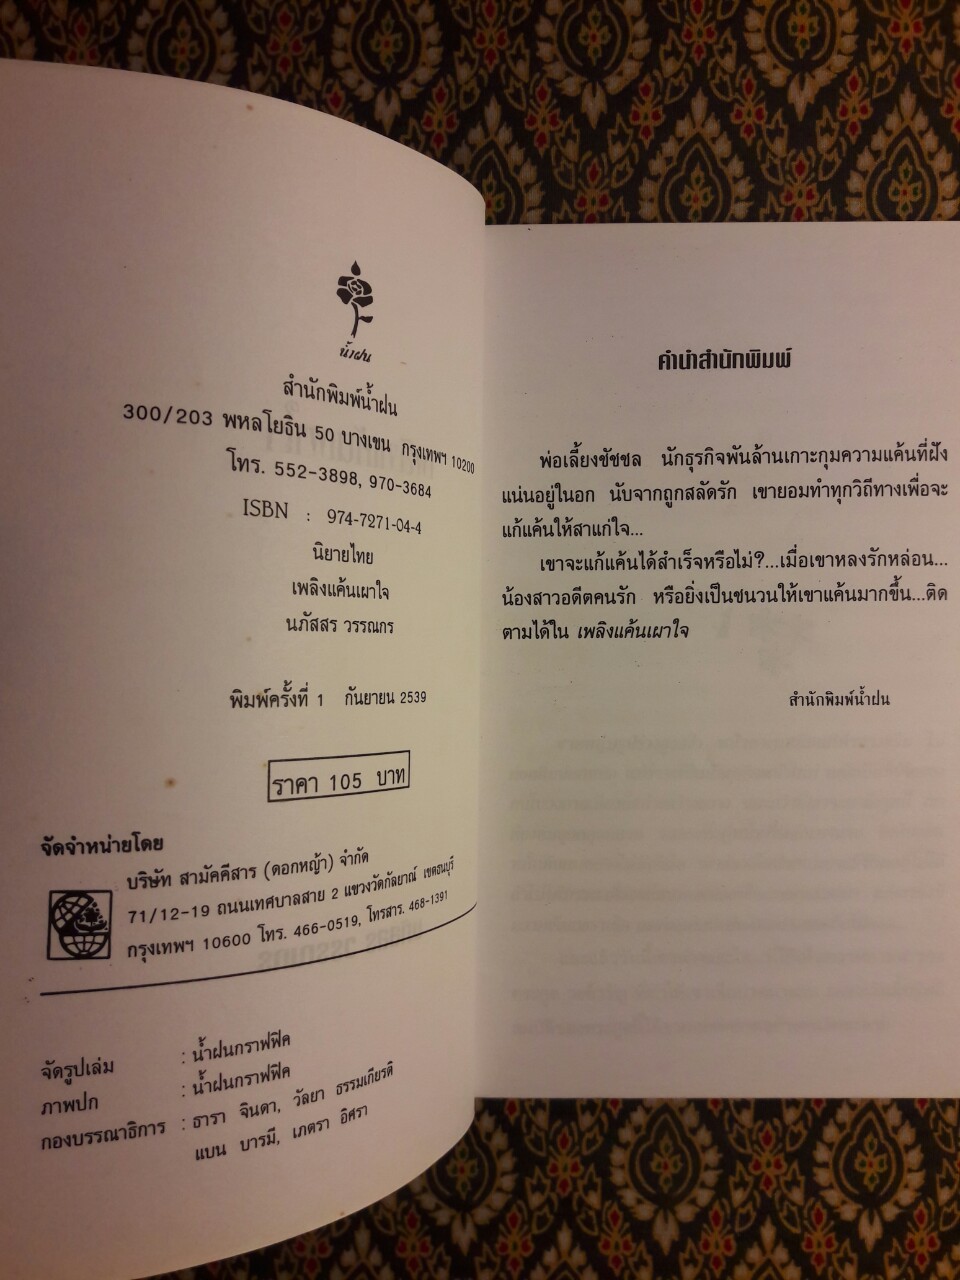 น้ำฝน
สำนักพิมพ์น้ำฝน
300/203 พหลโยธิน 50 บางเขน กรุงเทพฯ 10200
โทร. 552-3898, 970-3684
ISBN : 974-7271-04-4
นิยายไทย
เพลิงแค้นเผาใจ
นภัสสร วรรณกร
พิมพ์ครั้งที่ 1 กันยายน 2539
ราคา 105 บาท
จัดจำหน่ายโดย
บริษัท สามัคคีสาร (ดอกหญ้า) จำกัด
71/12-19 ถนนเทศบาลสาย 2 แขวงวัดกัลยาณ์ เขตธนบุรี
กรุงเทพฯ 10600 โทร. 466-0519, โทรสาร. 468-1391
จัดรูปเล่ม : น้ำฝนกราฟฟิค
ภาพปก : น้ำฝนกราฟฟิค
กองบรรณาธิการ : ธารา จินดา, วัลยา ธรรมเกียรติ
แบน บารมี, เภตรา อิศรา
คำนำสำนักพิมพ์
พ่อเลี้ยงชัชชล นักธุรกิจพันล้านเกาะกุมความแค้นที่ฝัง
แน่นอยู่ในอก นับจากถูกสลัดรัก เขายอมทำทุกวิถีทางเพื่อจะ
แก้แค้นให้สาแก่ใจ...
เขาจะแก้แค้นได้สำเร็จหรือไม่?...เมื่อเขาหลงรักหล่อน...
น้องสาวอดีตคนรัก หรือยิ่งเป็นชนวนให้เขาแค้นมากขึ้น...ติด
ตามได้ใน เพลิงแค้นเผาใจ
สำนักพิมพ์น้ำฝน